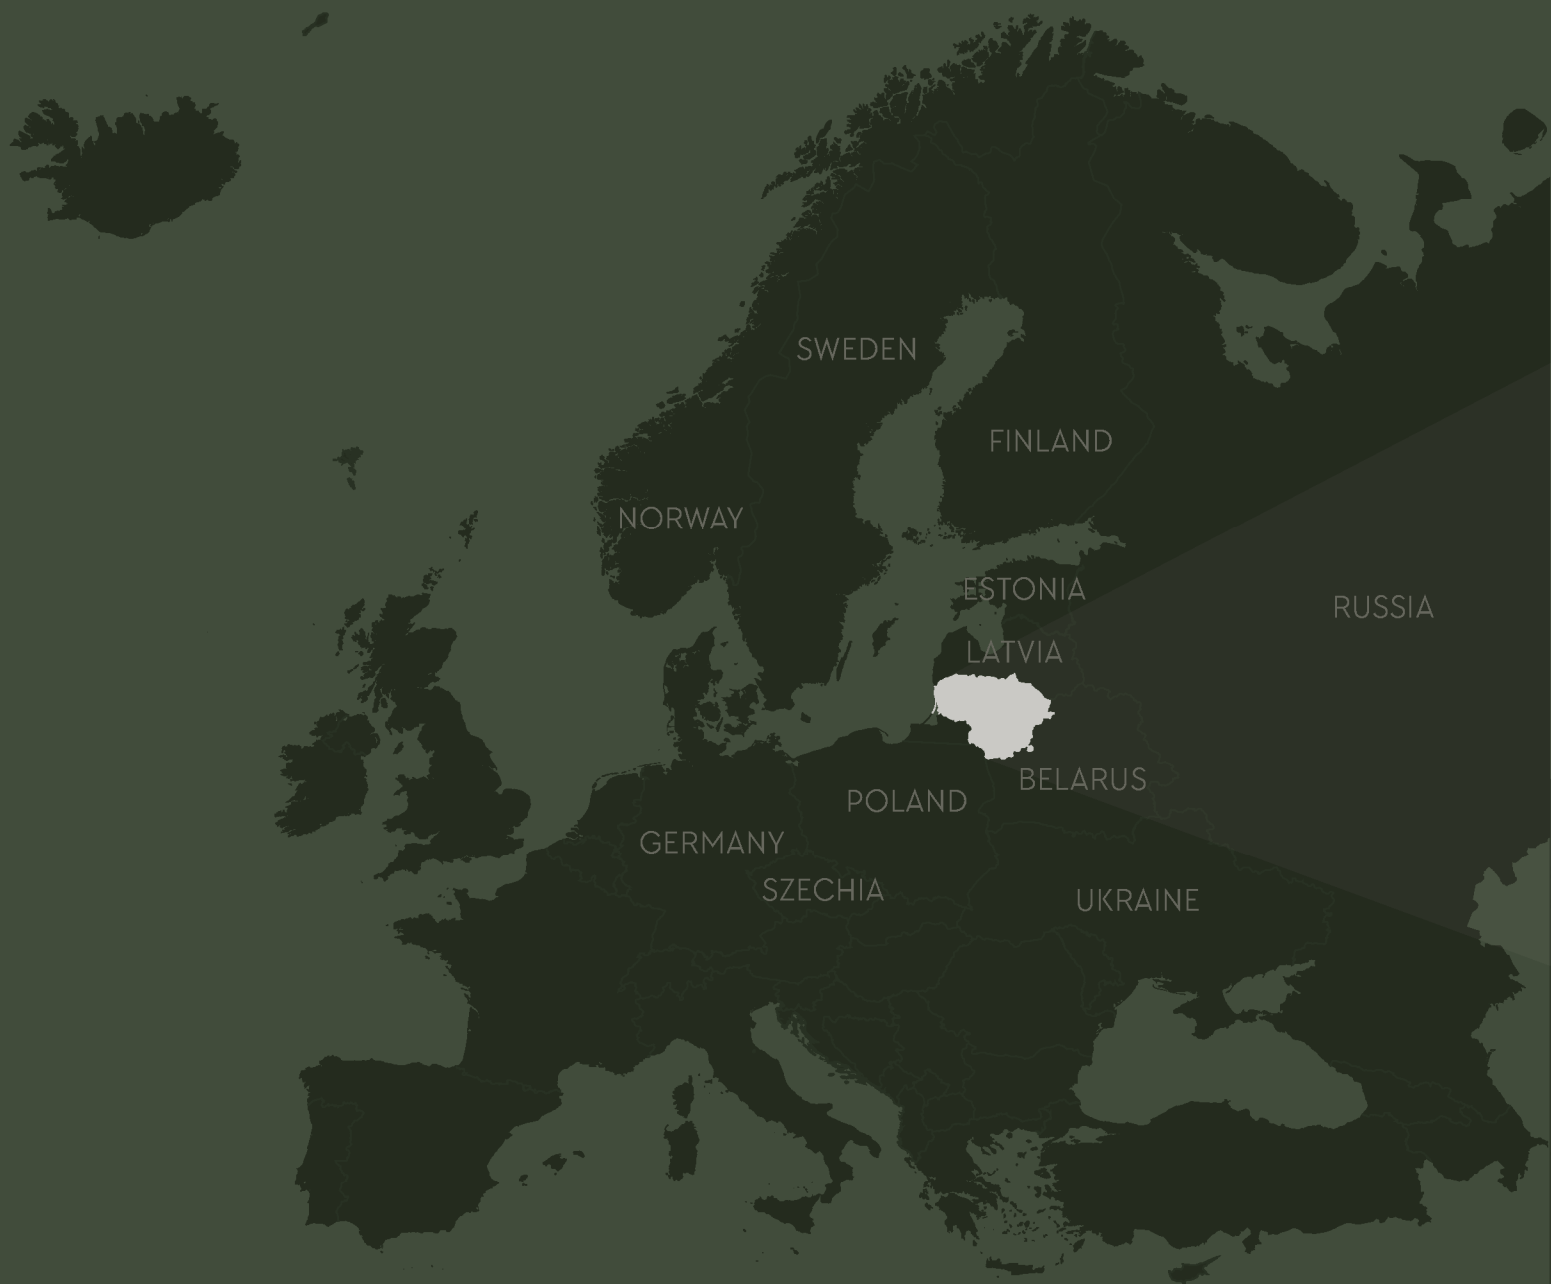 SWEDEN
FINLAND
NORWAY
ESTONIA
RUSSIA
LATVIA
BELARUS
POLAND
GERMANY
SZECHIA
UKRAINE